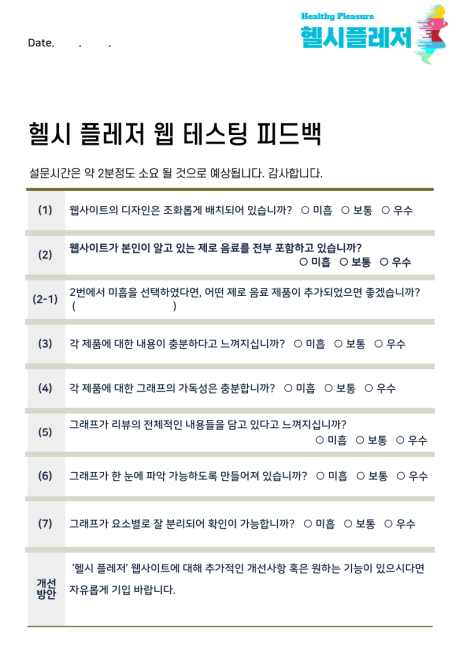 Healthy Pleasure
헬시플레저
Date.    .    .
헬시 플레저 웹 테스팅 피드백
설문시간은 약 2분정도 소요 될 것으로 예상됩니다. 감사합니다.
(1) 웹사이트의 디자인은 조화롭게 배치되어 있습니까? ○ 미흡 ○ 보통 ○ 우수
(2) 웹사이트가 본인이 알고 있는 제로 음료를 전부 포함하고 있습니까?
○ 미흡 ○ 보통 ○ 우수
(2-1) 2번에서 미흡을 선택하였다면, 어떤 제로 음료 제품이 추가되었으면 좋겠습니까?
(                    )
(3) 각 제품에 대한 내용이 충분하다고 느껴지십니까? ○ 미흡 ○ 보통 ○ 우수
(4) 각 제품에 대한 그래프의 가독성은 충분합니까? ○ 미흡 ○ 보통 ○ 우수
(5) 그래프가 리뷰의 전체적인 내용들을 담고 있다고 느껴지십니까?
○ 미흡 ○ 보통 ○ 우수
(6) 그래프가 한 눈에 파악 가능하도록 만들어져 있습니까? ○ 미흡 ○ 보통 ○ 우수
(7) 그래프가 요소별로 잘 분리되어 확인이 가능합니까? ○ 미흡 ○ 보통 ○ 우수
개선
방안
'헬시 플레저' 웹사이트에 대해 추가적인 개선사항 혹은 원하는 기능이 있으시다면
자유롭게 기입 바랍니다.